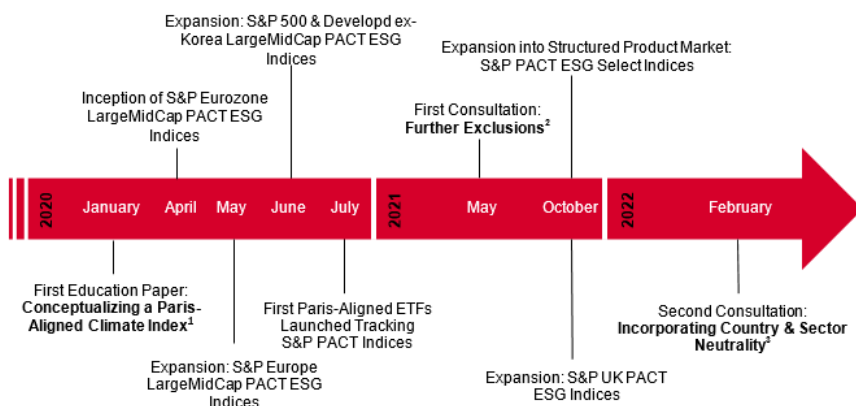 Expansion: S&P 500 & Developd ex-
Korea LargeMidCap PACT ESG
Indices
Expansion into Structured Product Market:
S&P PACT ESG Select Indices
Inception of S&P Eurozone
LargeMidCap PACT ESG
Indices
First Consultation:
Further Exclusions²
2020
January
April
May
June
July
2021
May
October
2022
February
First Education Paper:
Conceptualizing a Paris-
Aligned Climate Index¹
First Paris-Aligned ETFs
Launched Tracking
S&P PACT Indices
Second Consultation:
Incorporating Country & Sector
Neutrality³
Expansion: S&P Europe
LargeMidCap PACT ESG
Indices
Expansion: S&P UK PACT
ESG Indices